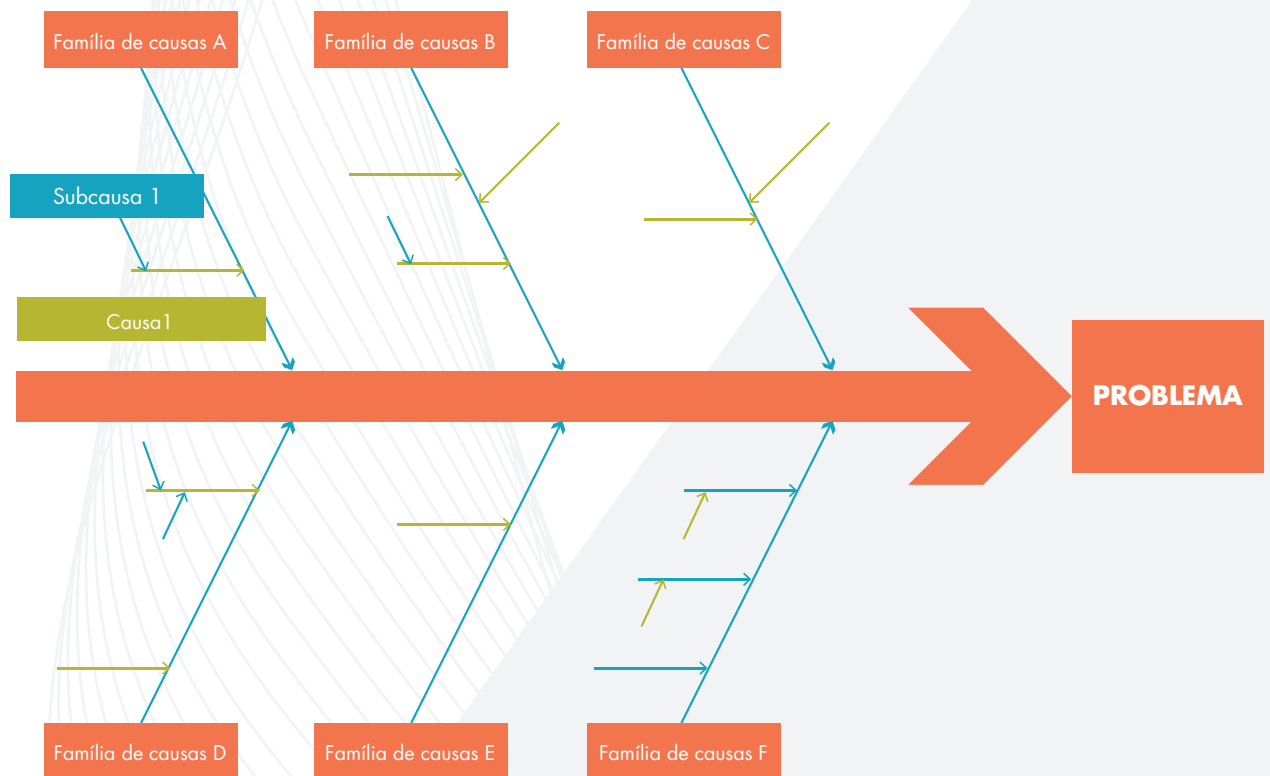 Família de causas A
Família de causas B
Família de causas C
Subcausa 1
Causa1
PROBLEMA
Família de causas D
Família de causas E
Família de causas F